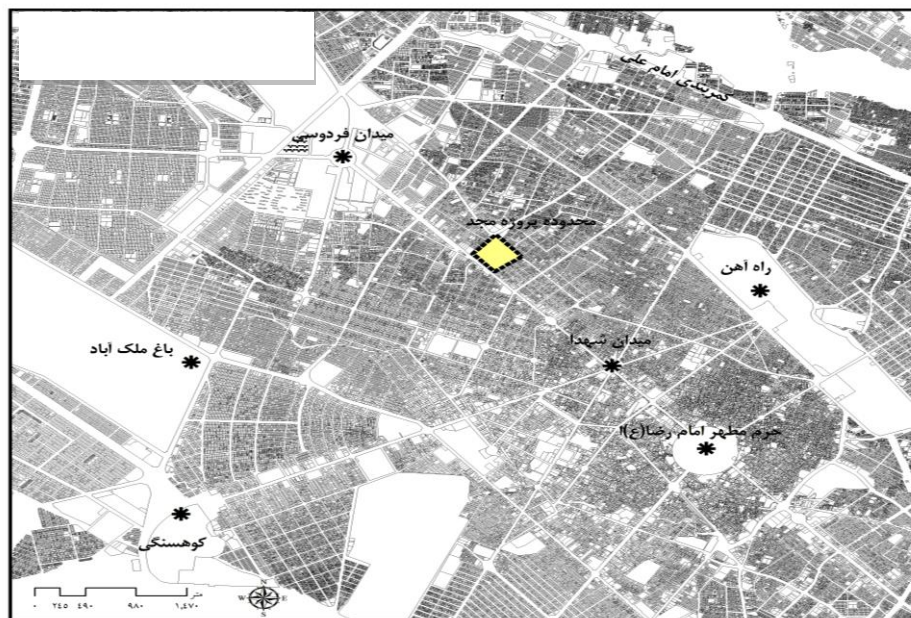 کمربندی امام علی
میدان فردوسی
محدوده پروژه مجد
راه آهن
میدان شهدا
باغ ملک آباد
حرم مطهر امام رضا(ع)
کوهسنگی
متر
۰ ۲۴۵ ۴۹۰ ۹۸۰ ۱,۴۷۰
N
W E
S